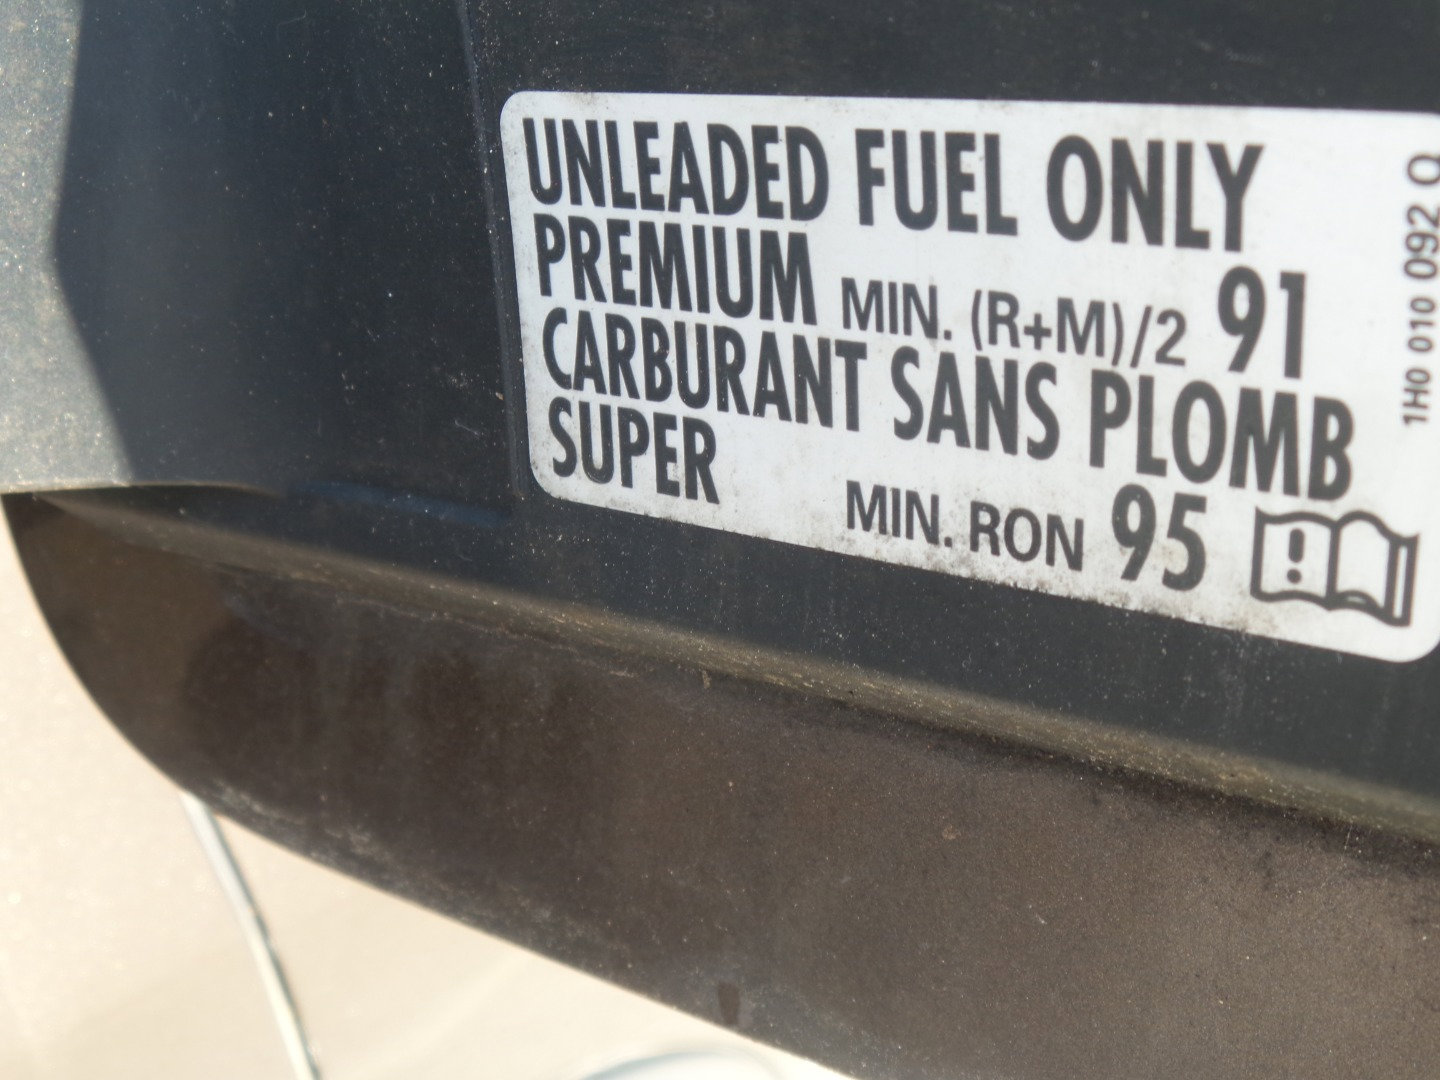 UNLEADED FUEL ONLY
PREMIUM MIN. (R+M)/2 91
CARBURANT SANS PLOMB
SUPER MIN. RON 95
1H0 010 092 Q